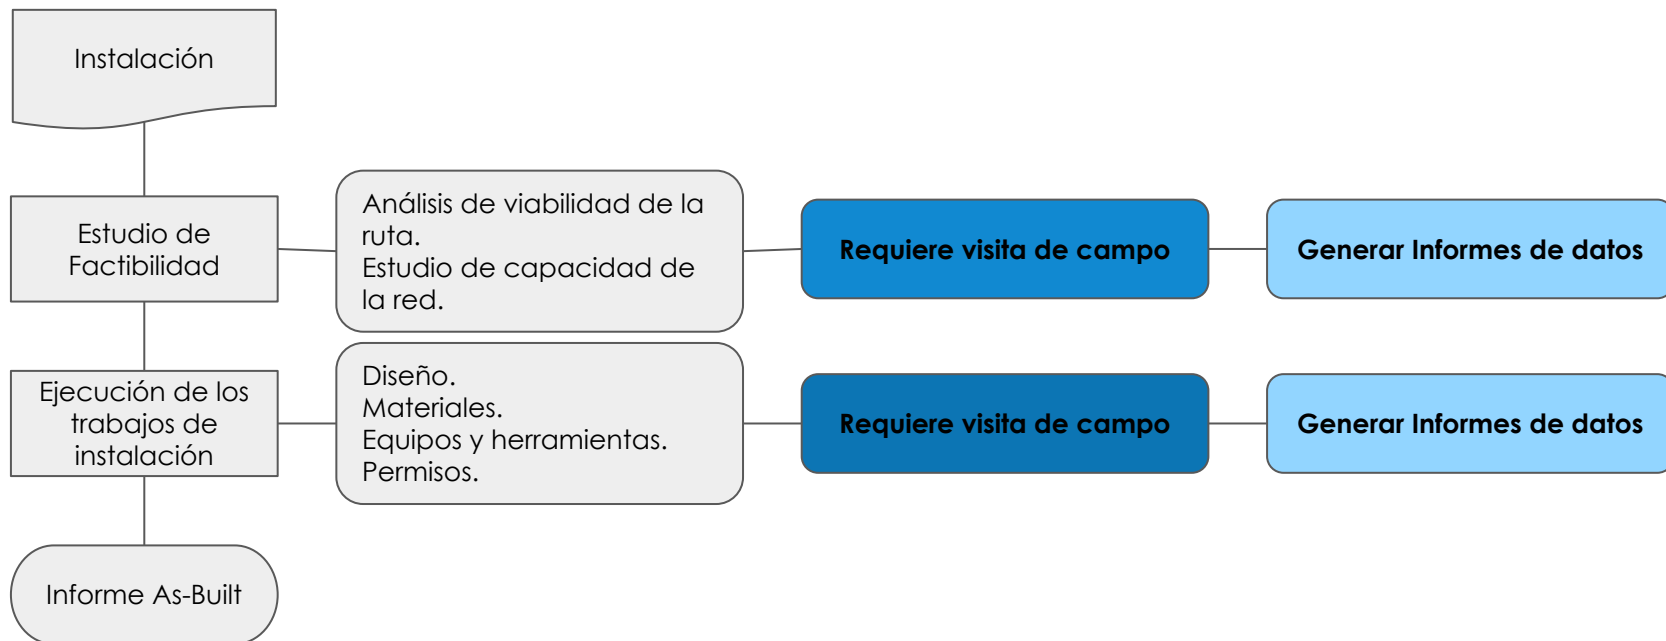 Instalación
Estudio de
Factibilidad
Análisis de viabilidad de la
ruta.
Estudio de capacidad de
la red.
Requiere visita de campo
Generar Informes de datos
Ejecución de los
trabajos de
instalación
Diseño.
Materiales.
Equipos y herramientas.
Permisos.
Requiere visita de campo
Generar Informes de datos
Informe As-Built